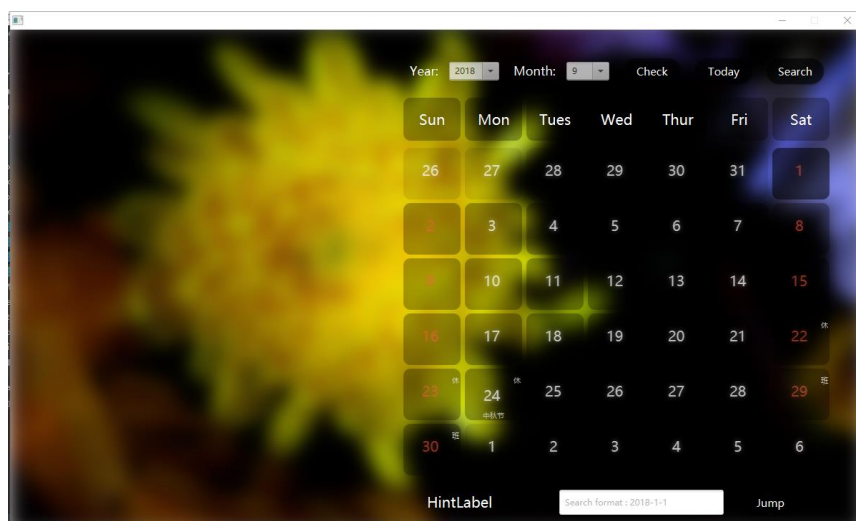 Year: 2018 Month: 9 Check Today Search
Sun Mon Tues Wed Thur Fri Sat
26 27 28 29 30 31 1
2 3 4 5 6 7 8
9 10 11 12 13 14 15
16 17 18 19 20 21 22 休
23 休 24 休 25 26 27 28 29 班
中秋节
30 班 1 2 3 4 5 6
HintLabel Search format : 2018-1-1 Jump